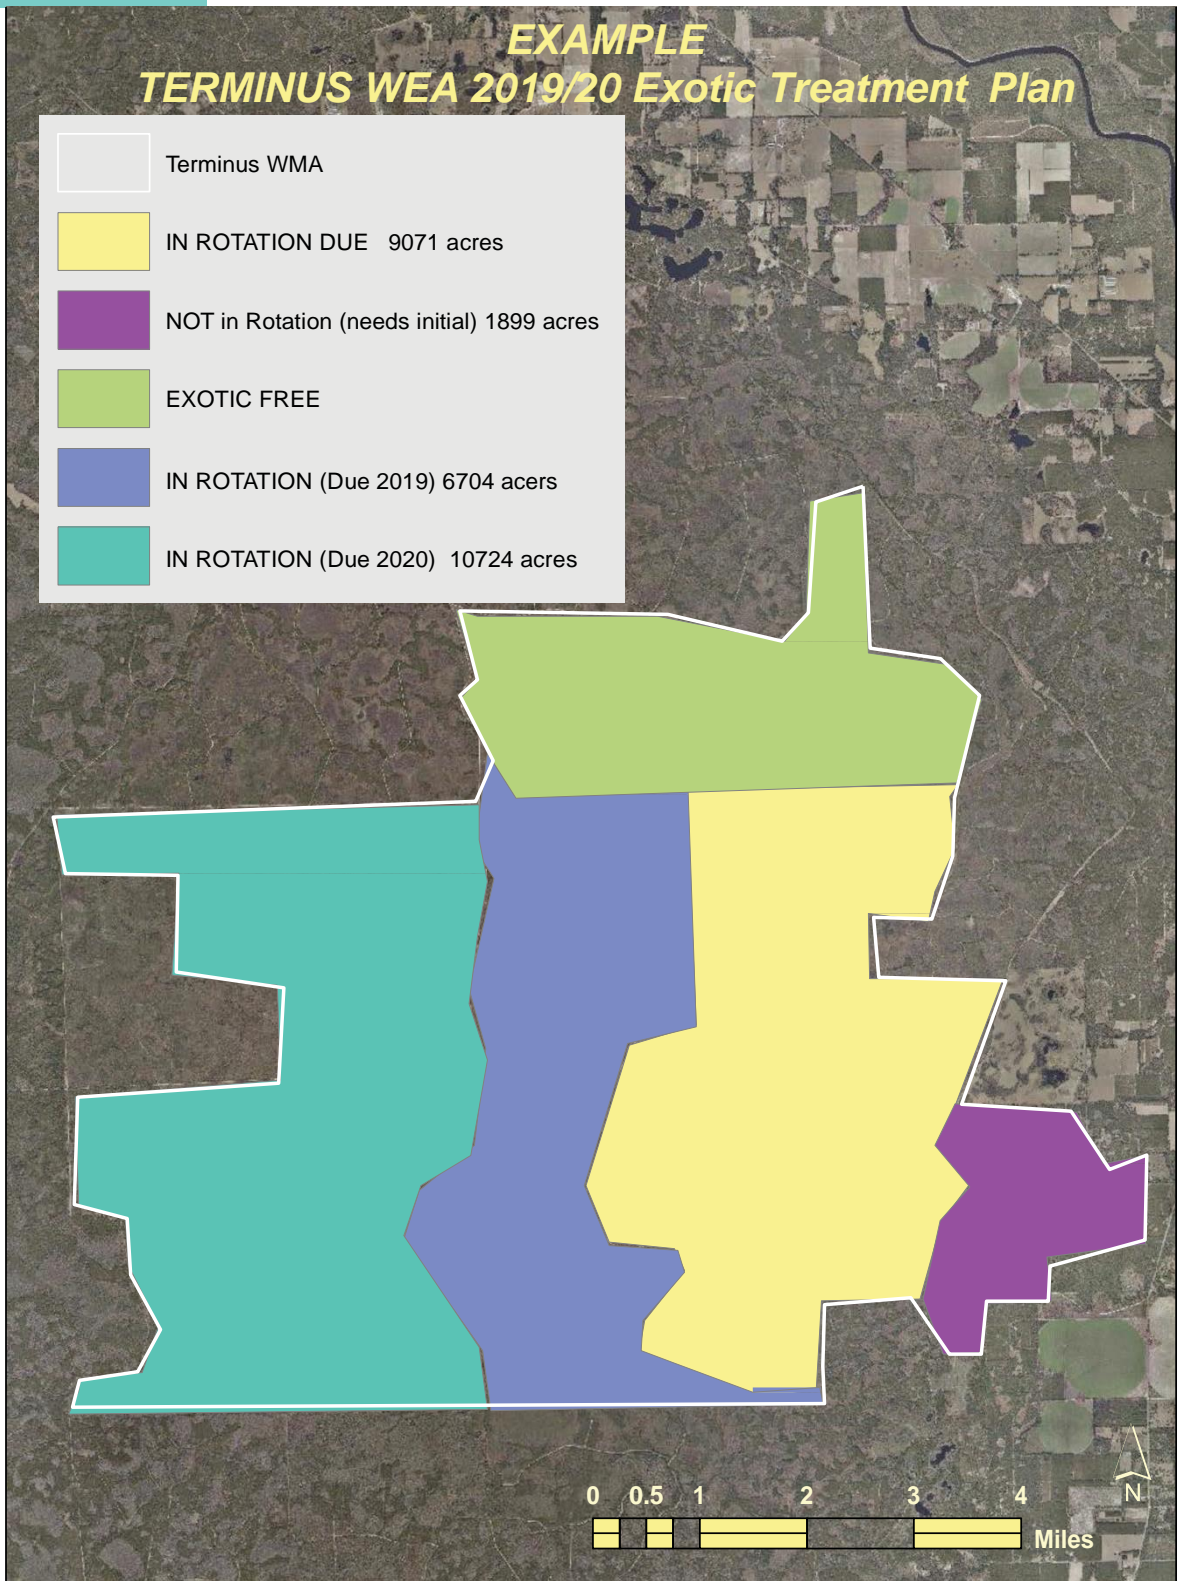 EXAMPLE
TERMINUS WEA 2019/20 Exotic Treatment Plan
Terminus WMA
IN ROTATION DUE 9071 acres
NOT in Rotation (needs initial) 1899 acres
EXOTIC FREE
IN ROTATION (Due 2019) 6704 acers
IN ROTATION (Due 2020) 10724 acres
N
0 0.5 1 2 3 4
Miles